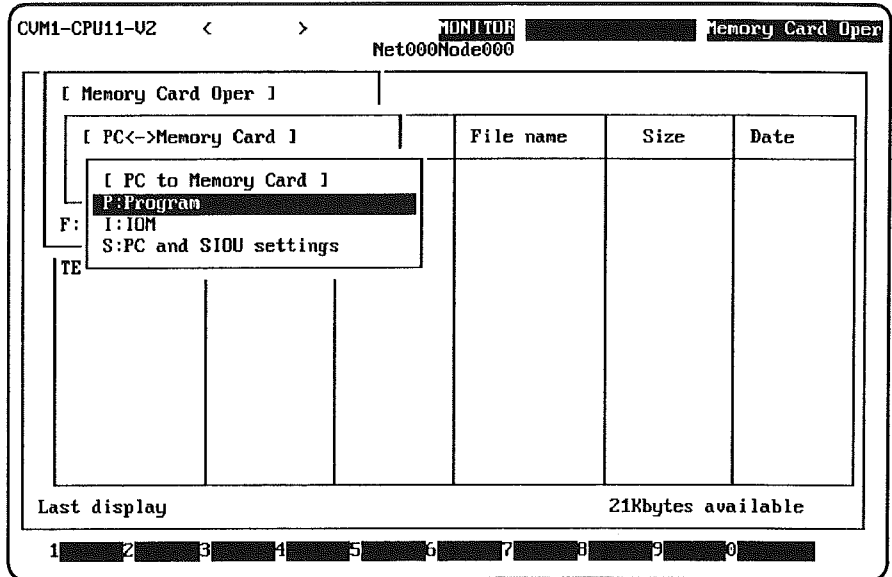 CVM1-CPU11-V2 < > MONITOR Memory Card Oper
Net000Node000
[ Memory Card Oper ]
[ PC<->Memory Card ] File name Size Date
[ PC to Memory Card ]
P:Program
F: I:IOM
S:PC and SIOU settings
TE
Last display 21Kbytes available
1 2 3 4 5 6 7 8 9 0